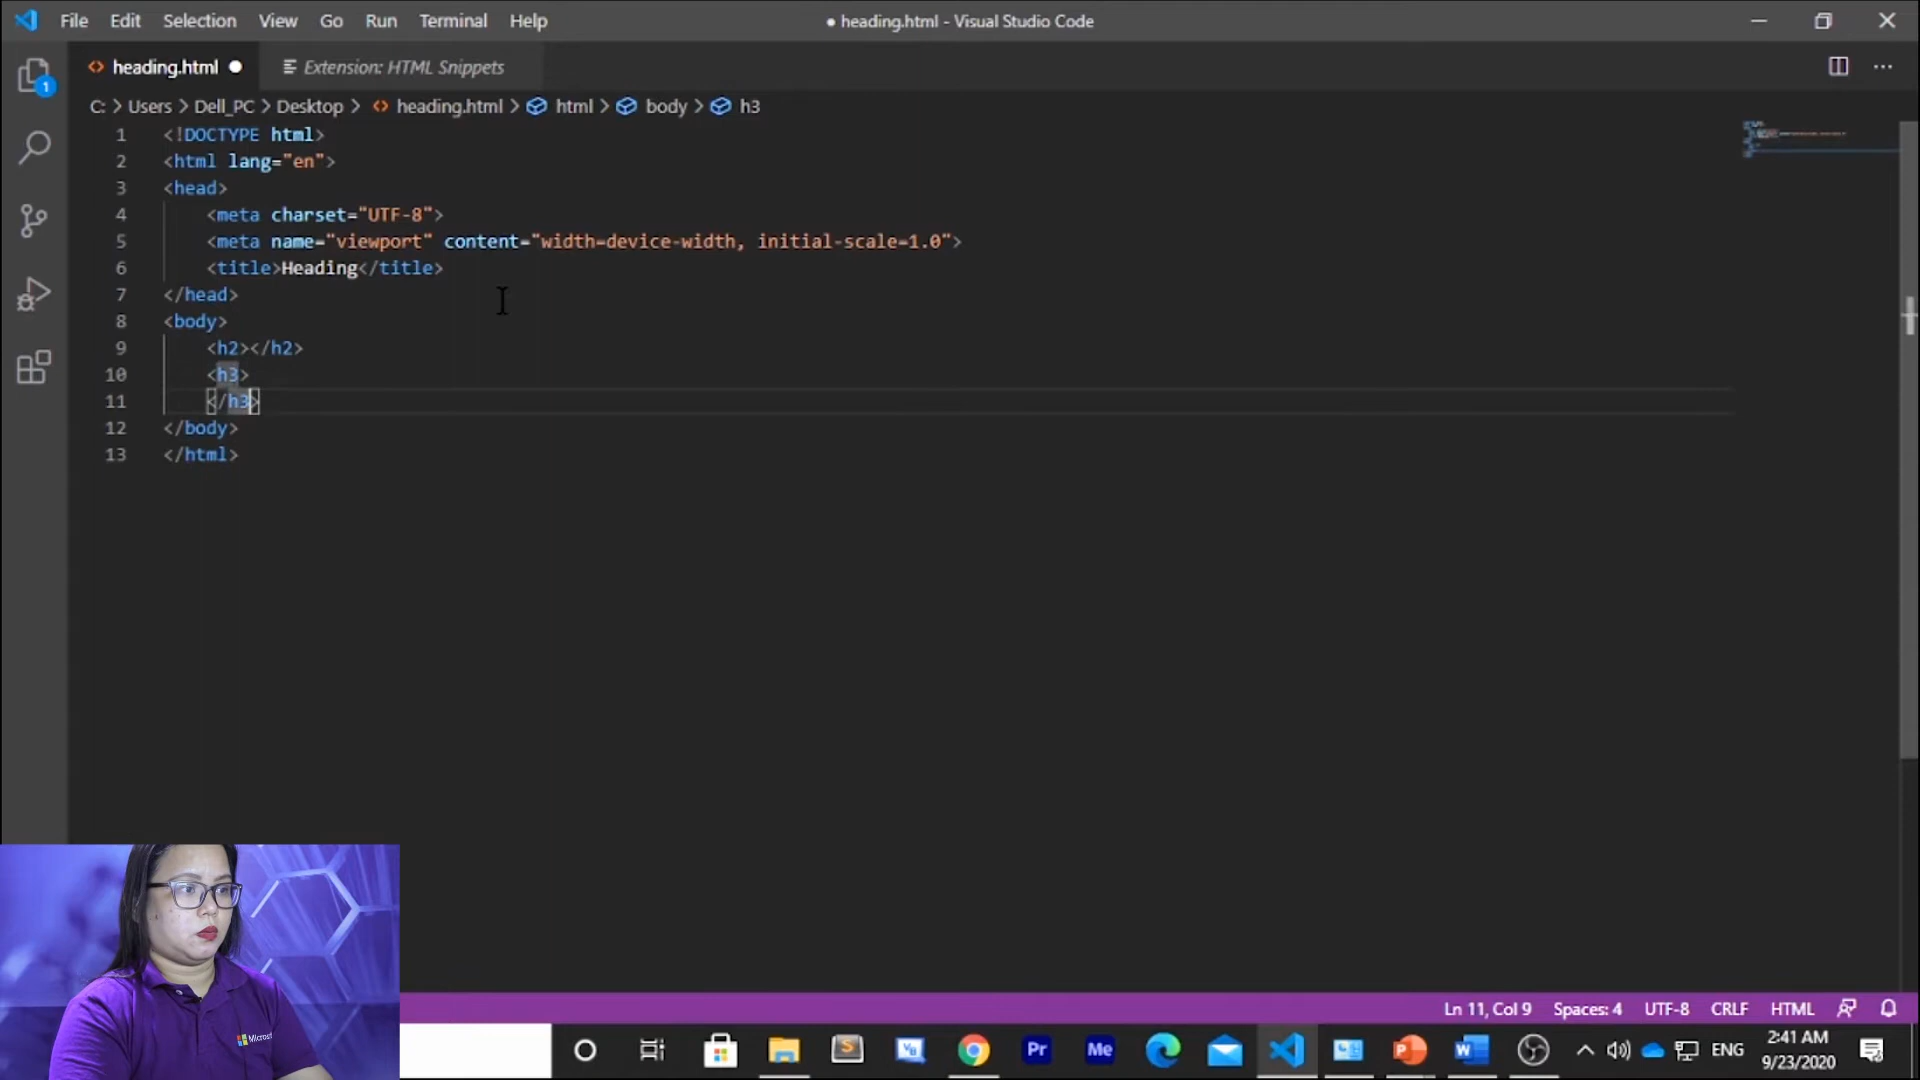 File Edit Selection View Go Run Terminal Help
● heading.html - Visual Studio Code
heading.html ● Extension: HTML Snippets
1
C: > Users > Dell_PC > Desktop > heading.html > html > body > h3
1 <!DOCTYPE html>
2 <html lang="en">
3 <head>
4 <meta charset="UTF-8">
5 <meta name="viewport" content="width=device-width, initial-scale=1.0">
6 <title>Heading</title>
7 </head>
8 <body>
9 <h2></h2>
10 <h3>
11 </h3>
12 </body>
13 </html>
Ln 11, Col 9 Spaces: 4 UTF-8 CRLF HTML
Pr Me ENG
2:41 AM
9/23/2020